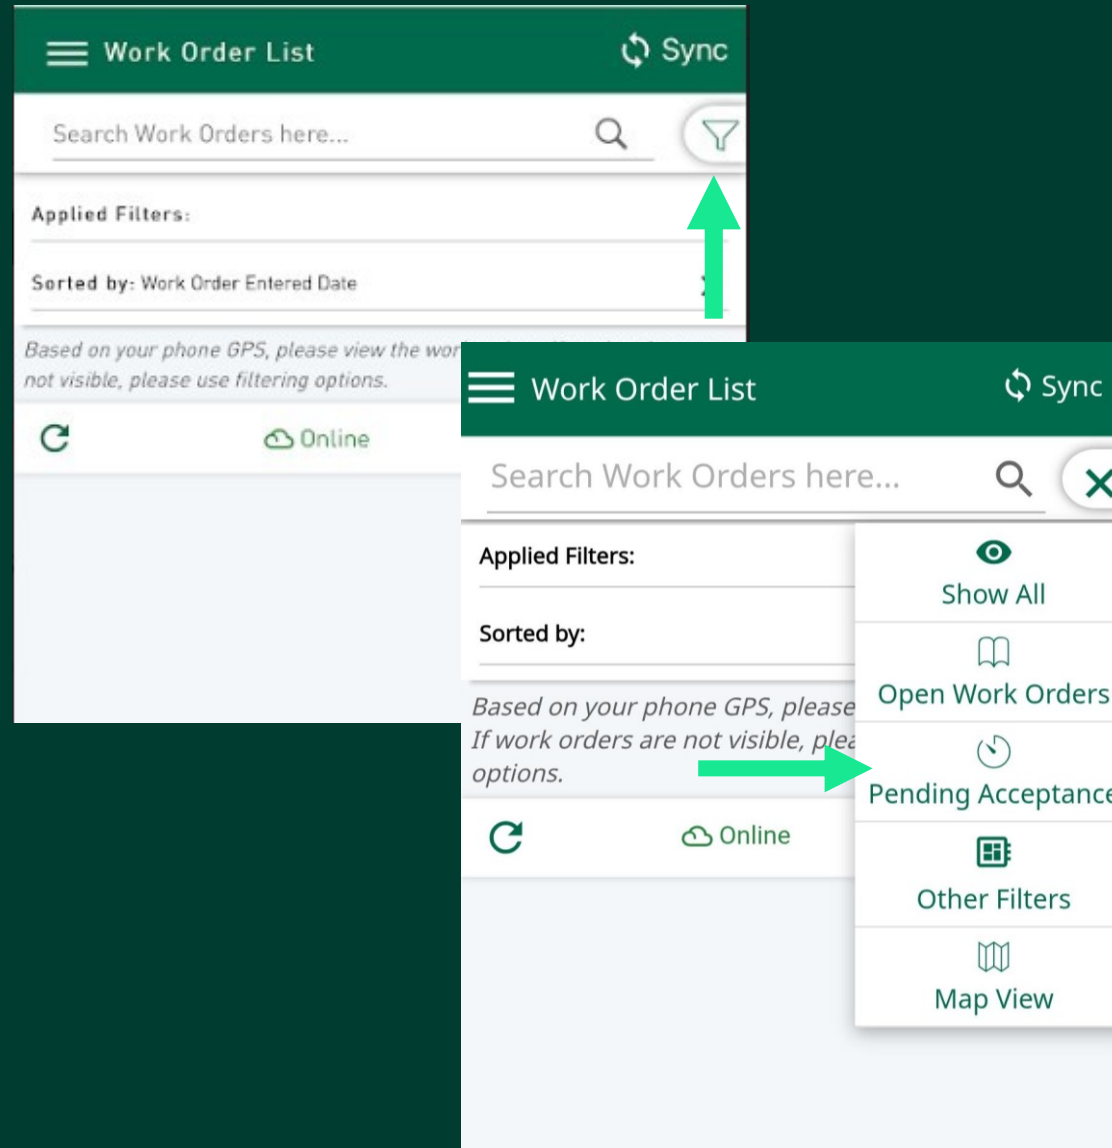 Work Order List
Sync
Search Work Orders here...
Applied Filters:
Sorted by: Work Order Entered Date
Based on your phone GPS, please view the
not visible, please use filtering options.
Online
Work Order List
Sync
Search Work Orders here...
Applied Filters:
Sorted by:
Based on your phone GPS, please
If work orders are not visible,
options.
Online
Show All
Open Work Orders
Pending Acceptance
Other Filters
Map View